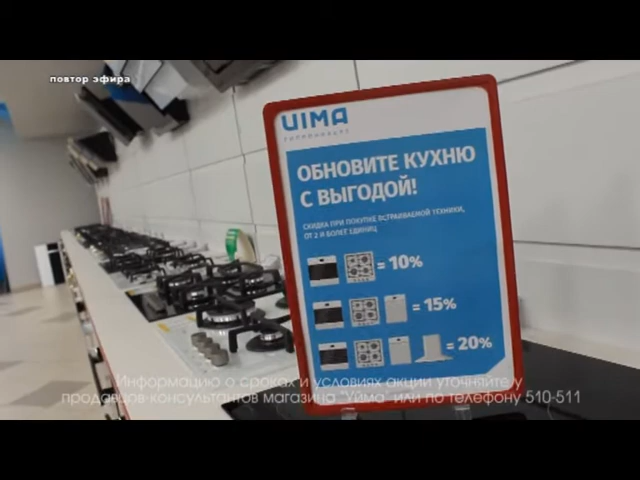 повтор эфира
UIMA
ГИПЕРМАРКЕТ
ОБНОВИТЕ КУХНЮ
С ВЫГОДОЙ!
СКИДКА ПРИ ПОКУПКЕ ВСТРАИВАЕМОЙ ТЕХНИКИ,
ОТ 2 И БОЛЕЕ ЕДИНИЦ
= 10%
= 15%
= 20%
Информацию о сроках и условиях акции уточняйте у
продавцов-консультантов магазина "Уйма" или по телефону 510-511